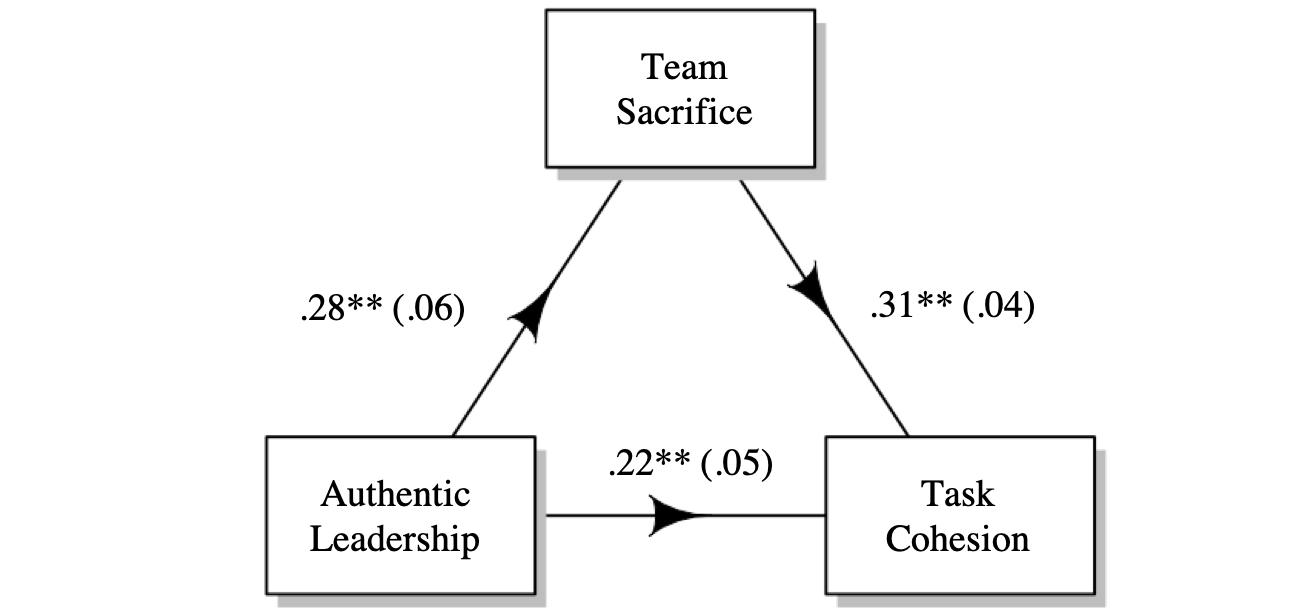 Team
Sacrifice
.28** (.06)
.31** (.04)
.22** (.05)
Authentic
Leadership
Task
Cohesion